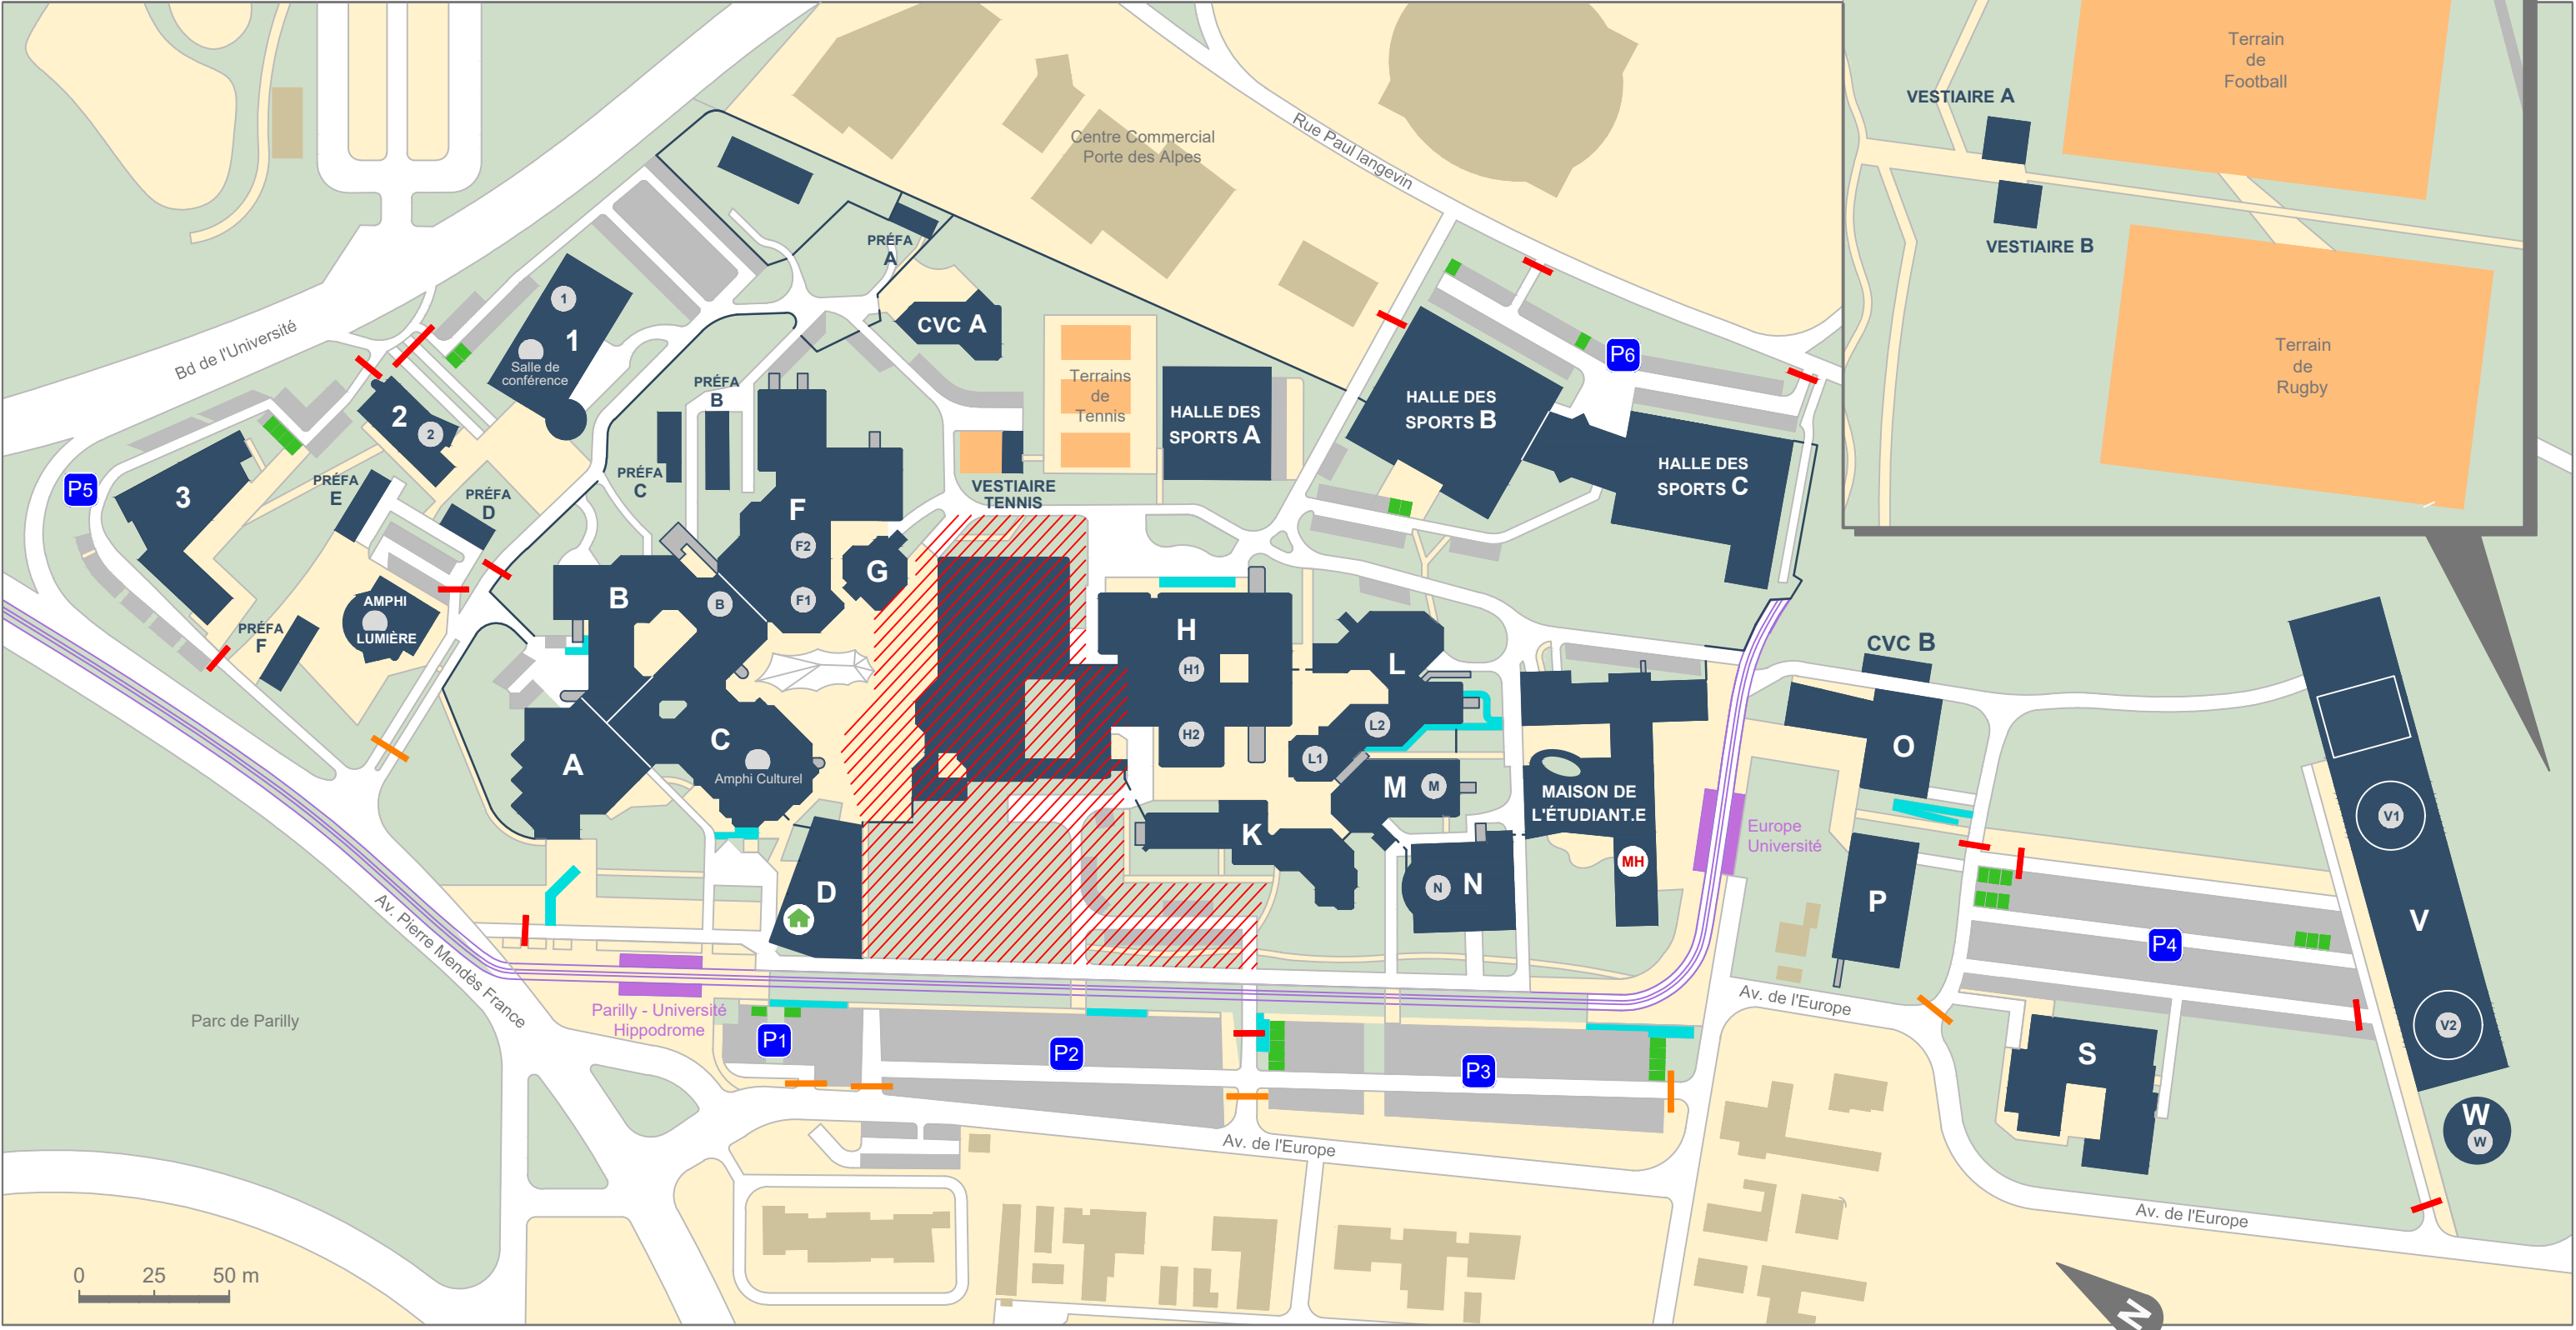 Terrain
de
Football
VESTIAIRE A
VESTIAIRE B
Terrain
de
Rugby
Centre Commercial
Porte des Alpes
Rue Paul langevin
Bd de l'Université
PRÉFA
A
CVC A
1
1
Salle de
conférence
2
2
3
P5
PRÉFA
B
PRÉFA
C
PRÉFA
D
PRÉFA
E
PRÉFA
F
AMPHI
LUMIÈRE
Terrains
de
Tennis
VESTIAIRE
TENNIS
HALLE DES
SPORTS A
HALLE DES
SPORTS B
HALLE DES
SPORTS C
P6
F
F2
F1
G
B
B
A
C
Amphi Culturel
D
H
H1
H2
L
L2
L1
M
M
K
N
N
MAISON DE
L'ÉTUDIANT.E
MH
Europe
Université
CVC B
O
P
P4
V
V1
V2
S
W
W
Av. Pierre Mendès France
Parc de Parilly
Parilly - Université
Hippodrome
P1
P2
P3
Av. de l'Europe
Av. de l'Europe
Av. de l'Europe
0 25 50 m
N